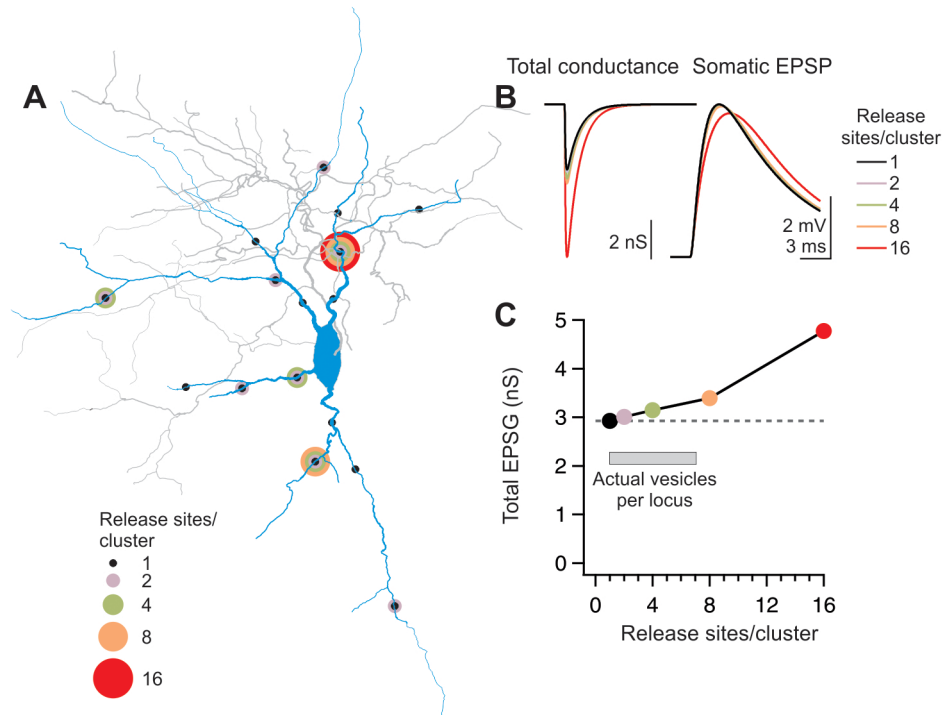 A
B
Total conductance
Somatic EPSP
Release
sites/cluster
1
2
4
8
16
2 nS
2 mV
3 ms
Release sites/
cluster
1
2
4
8
16
C
Total EPSG (nS)
5
4
3
2
1
0
Actual vesicles
per locus
0
4
8
12
16
Release sites/cluster